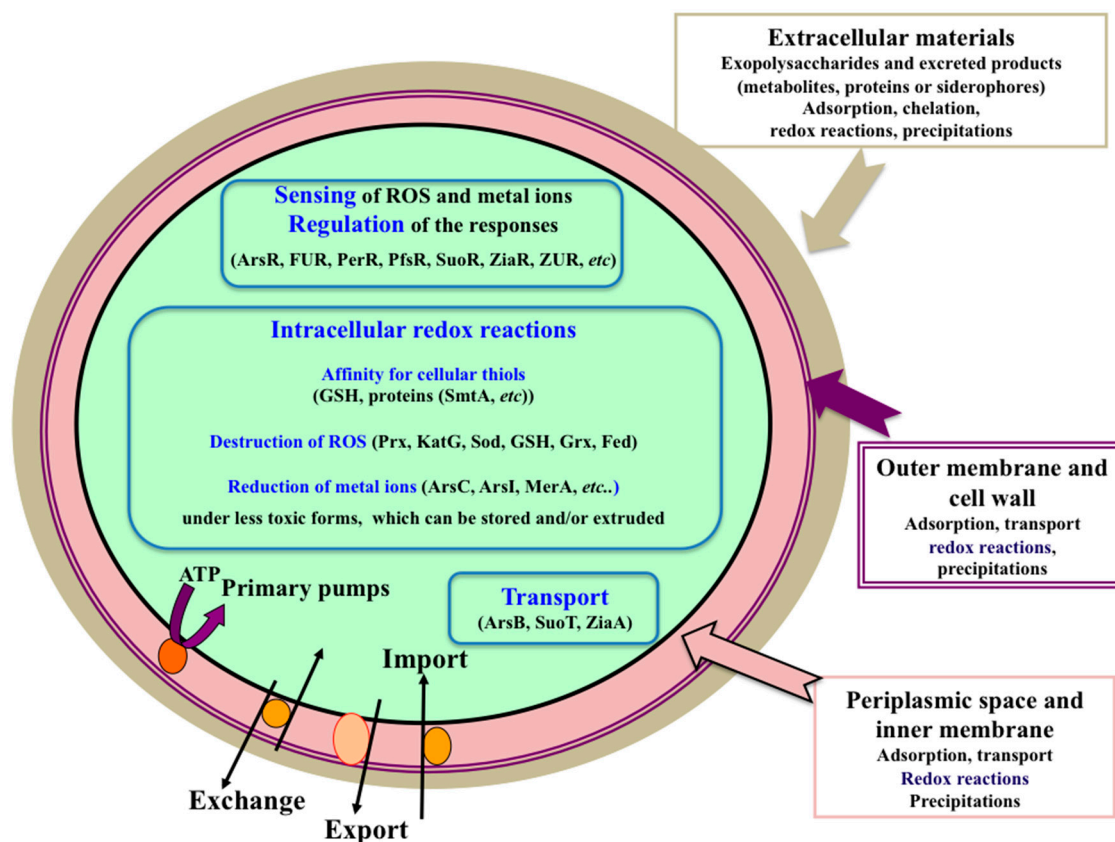 Extracellular materials
Exopolysaccharides and excreted products
(metabolites, proteins or siderophores)
Adsorption, chelation,
redox reactions, precipitations
Sensing of ROS and metal ions
Regulation of the responses
(ArsR, FUR, PerR, PfsR, SuoR, ZiaR, ZUR, etc)
Intracellular redox reactions
Affinity for cellular thiols
(GSH, proteins (SmtA, etc))
Destruction of ROS (Prx, KatG, Sod, GSH, Grx, Fed)
Reduction of metal ions (ArsC, ArsI, MerA, etc..)
under less toxic forms, which can be stored and/or extruded
Outer membrane and
cell wall
Adsorption, transport
redox reactions,
precipitations
ATP
Primary pumps
Transport
(ArsB, SuoT, ZiaA)
Import
Periplasmic space and
inner membrane
Adsorption, transport
Redox reactions
Precipitations
Exchange
Export